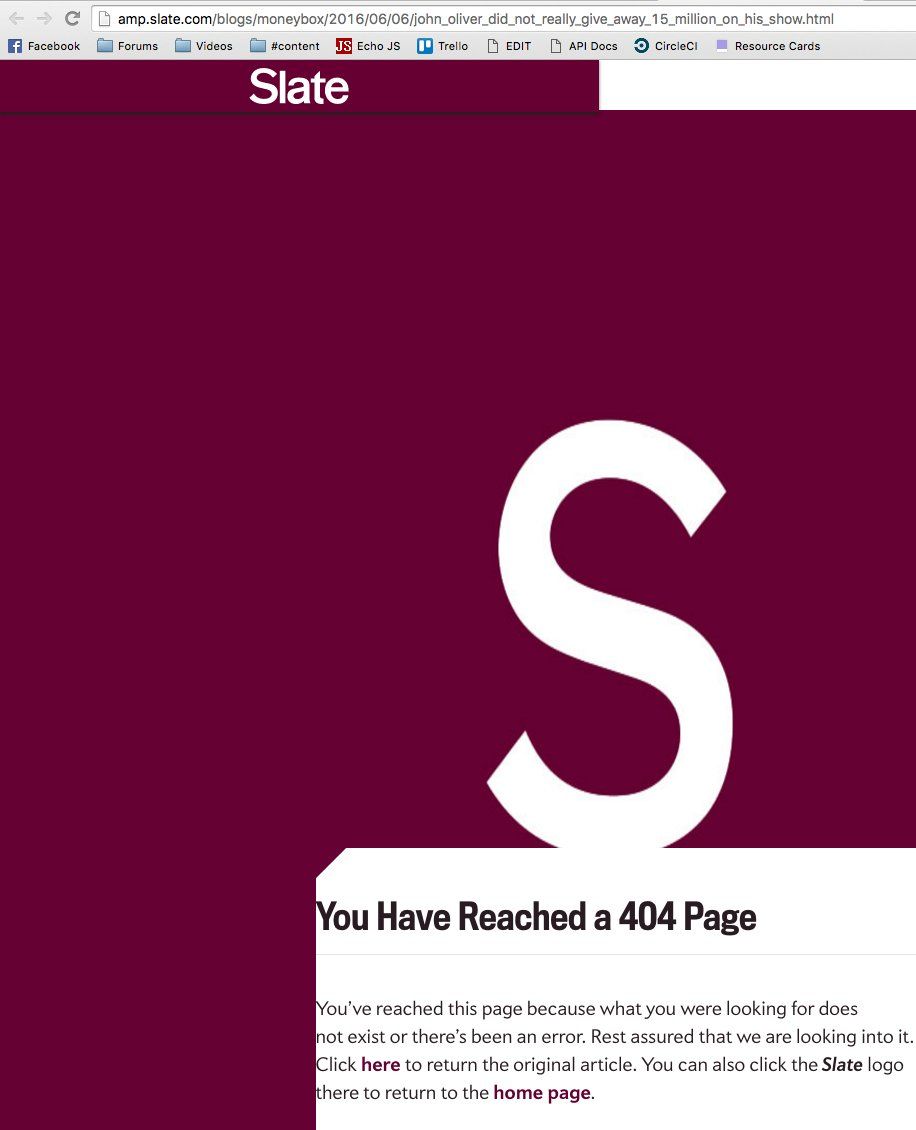 amp.slate.com/blogs/moneybox/2016/06/06/john_oliver_did_not_really_give_away_15_million_on_his_show.html
Facebook Forums Videos #content JS Echo JS Trello EDIT API Docs CircleCI Resource Cards
Slate
S
You Have Reached a 404 Page
You’ve reached this page because what you were looking for does
not exist or there’s been an error. Rest assured that we are looking into it.
Click here to return the original article. You can also click the Slate logo
there to return to the home page.